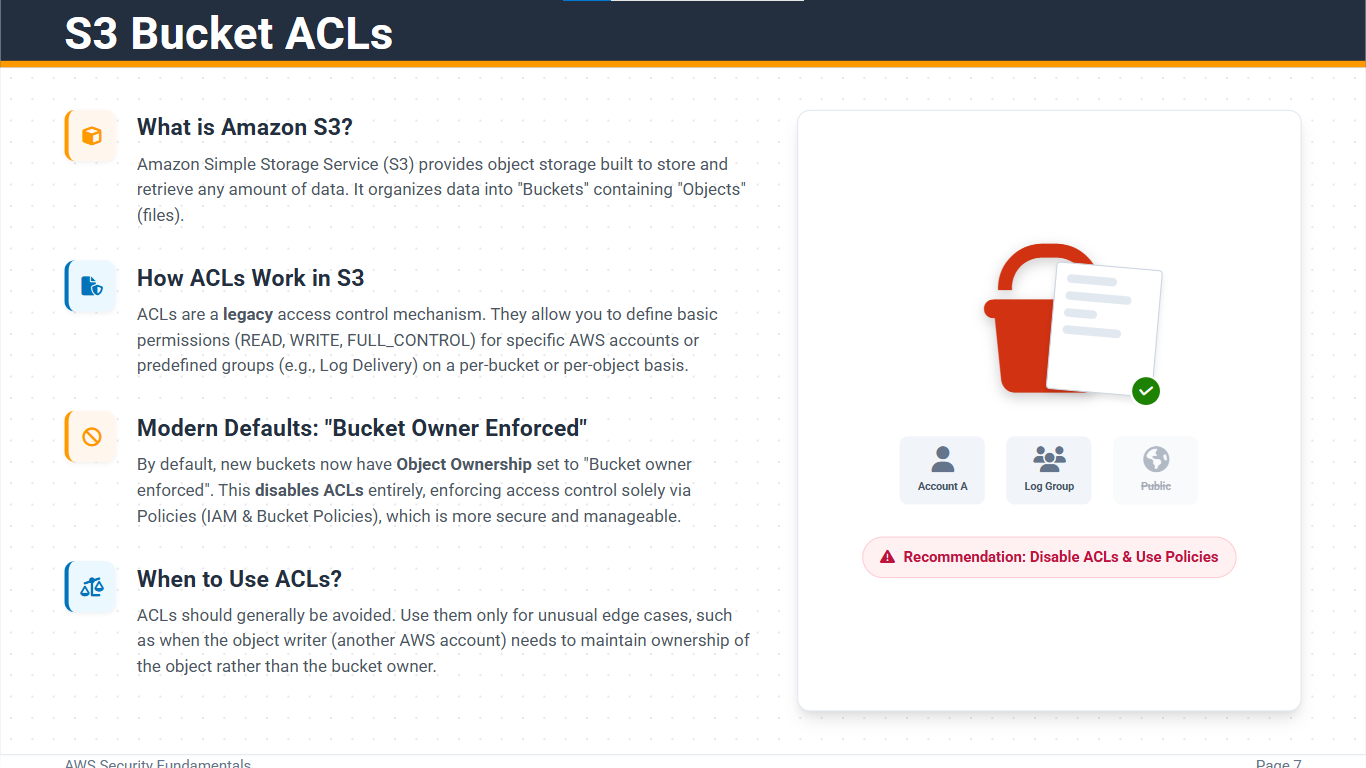 S3 Bucket ACLs
What is Amazon S3?
Amazon Simple Storage Service (S3) provides object storage built to store and
retrieve any amount of data. It organizes data into "Buckets" containing "Objects"
(files).
How ACLs Work in S3
ACLs are a legacy access control mechanism. They allow you to define basic
permissions (READ, WRITE, FULL_CONTROL) for specific AWS accounts or
predefined groups (e.g., Log Delivery) on a per-bucket or per-object basis.
Modern Defaults: "Bucket Owner Enforced"
By default, new buckets now have Object Ownership set to "Bucket owner
enforced". This disables ACLs entirely, enforcing access control solely via
Policies (IAM & Bucket Policies), which is more secure and manageable.
When to Use ACLs?
ACLs should generally be avoided. Use them only for unusual edge cases, such
as when the object writer (another AWS account) needs to maintain ownership of
the object rather than the bucket owner.
Account A
Log Group
Public
Recommendation: Disable ACLs & Use Policies
AWS Security Fundamentals
Page 7